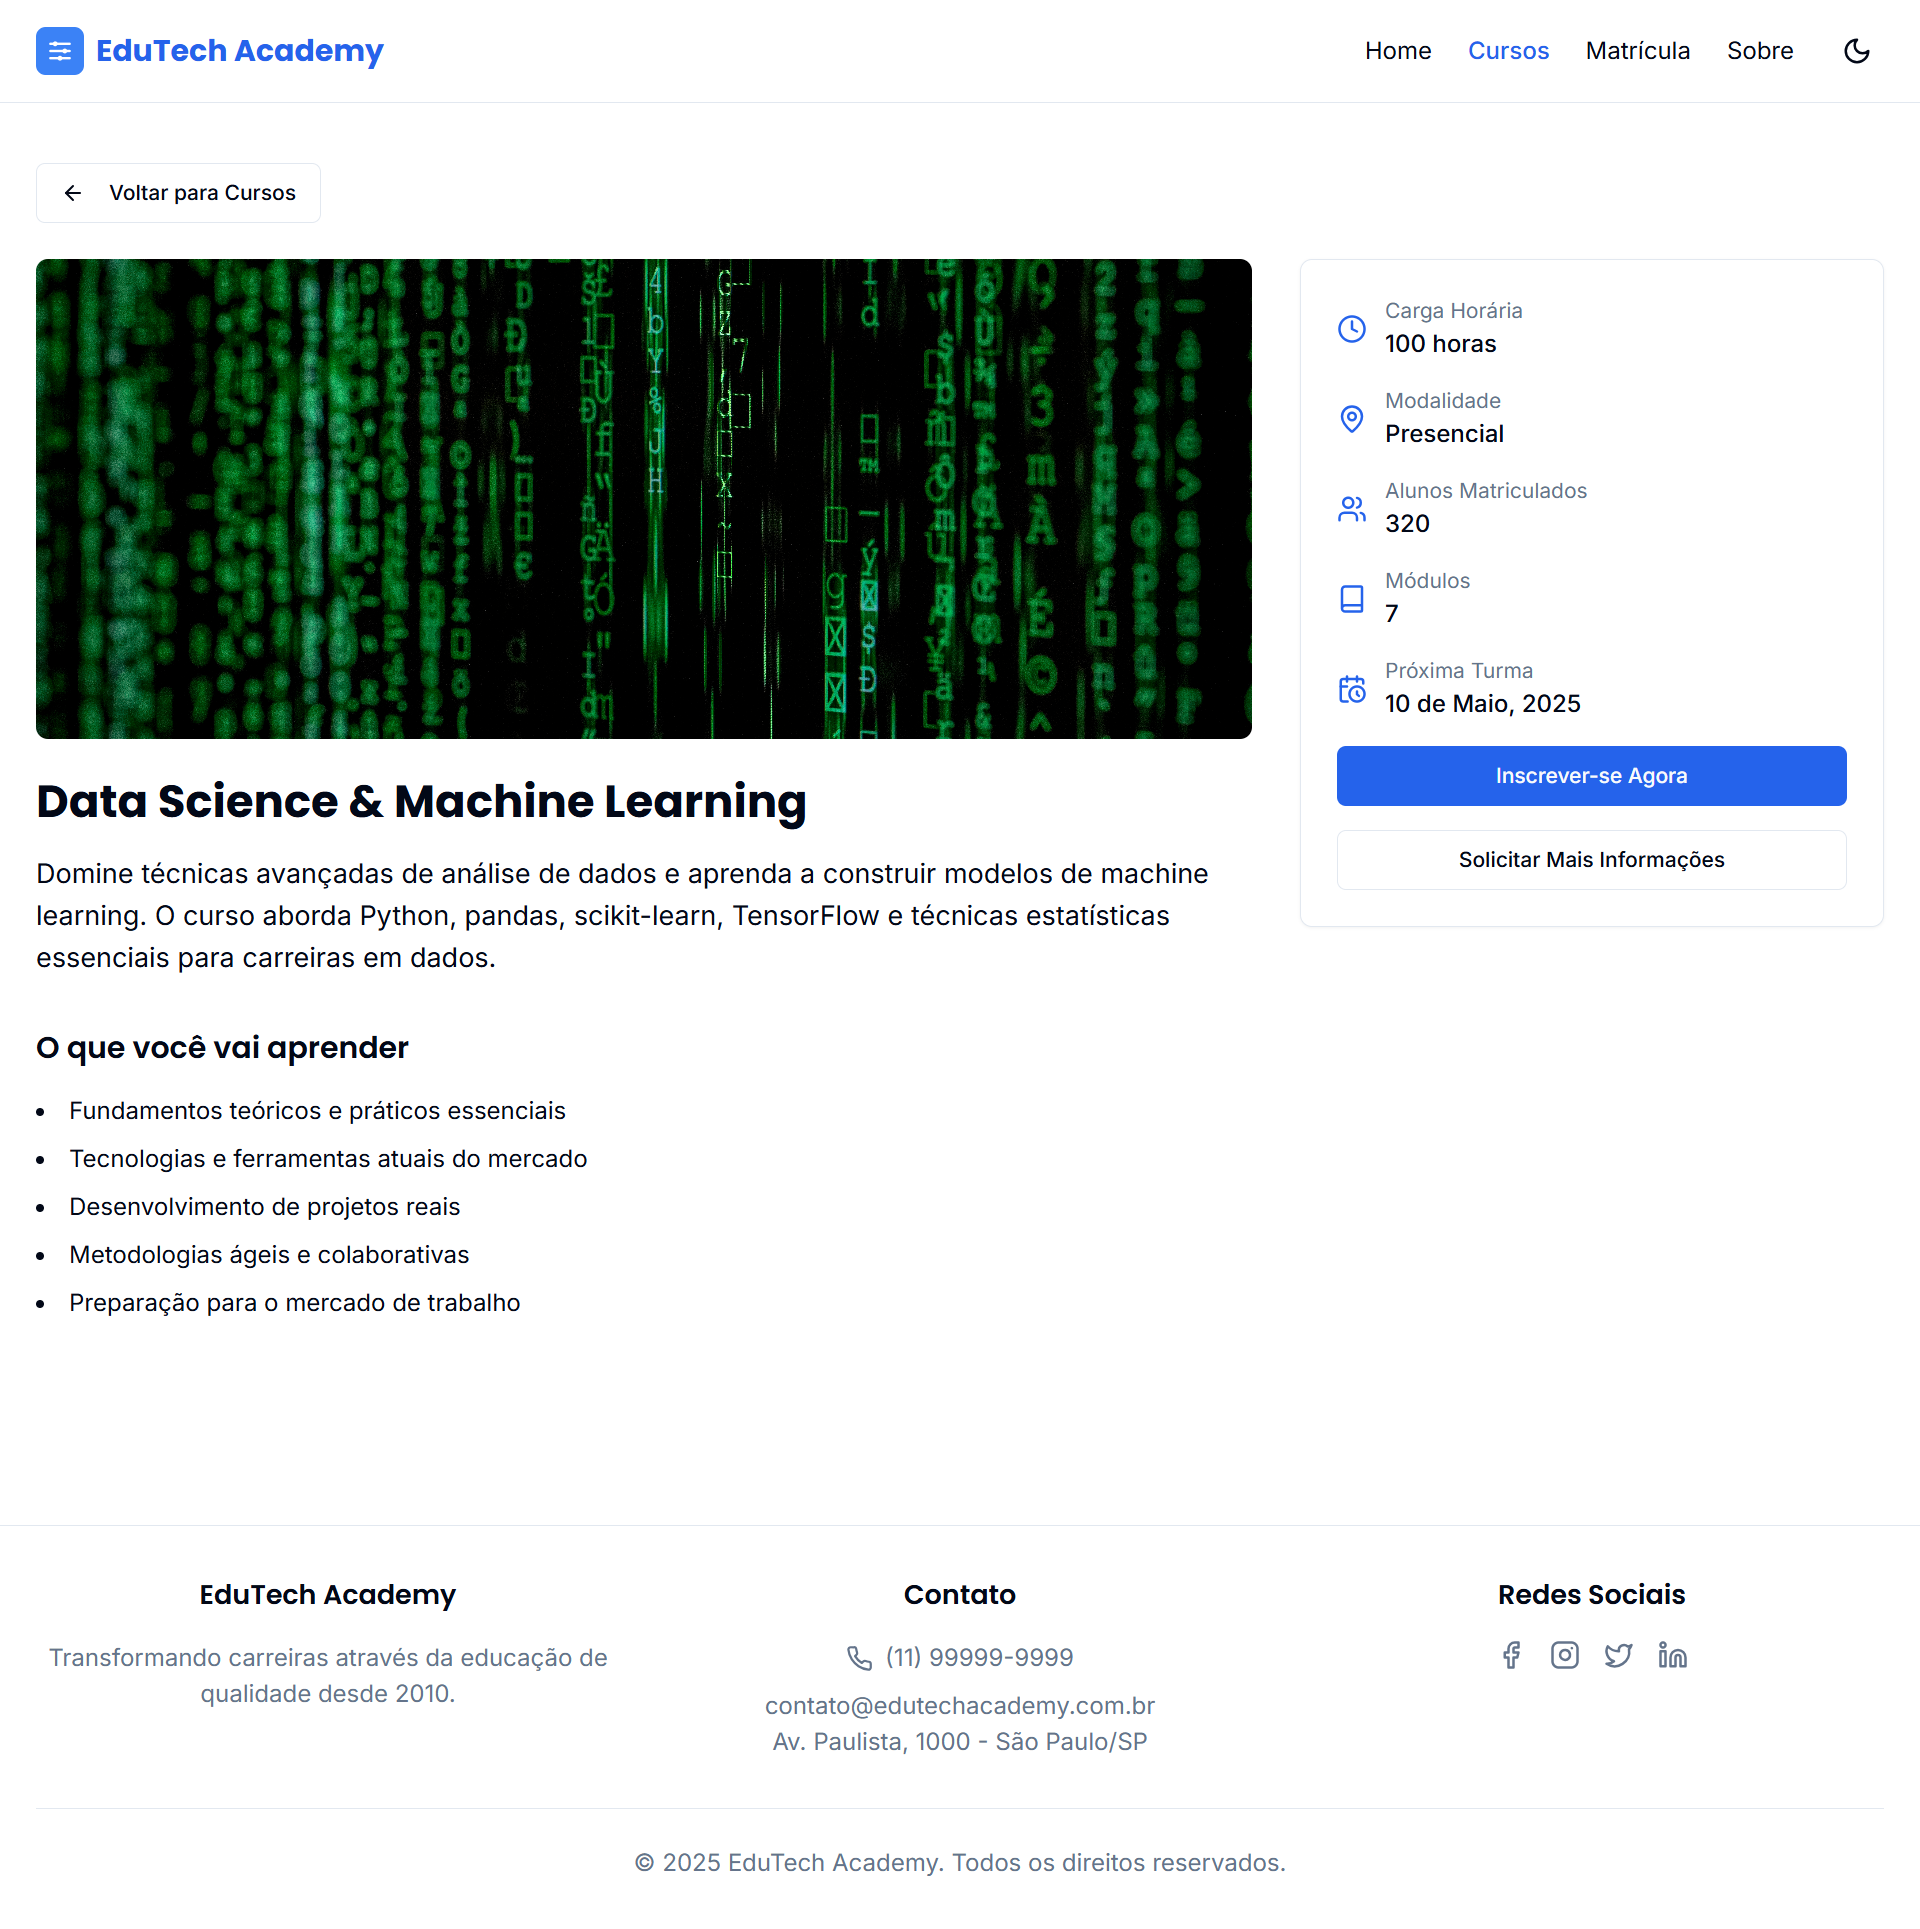 EduTech Academy
Home Cursos Matrícula Sobre
Voltar para Cursos
Data Science & Machine Learning
Domine técnicas avançadas de análise de dados e aprenda a construir modelos de machine
learning. O curso aborda Python, pandas, scikit-learn, TensorFlow e técnicas estatísticas
essenciais para carreiras em dados.
O que você vai aprender
Fundamentos teóricos e práticos essenciais
Tecnologias e ferramentas atuais do mercado
Desenvolvimento de projetos reais
Metodologias ágeis e colaborativas
Preparação para o mercado de trabalho
Carga Horária
100 horas
Modalidade
Presencial
Alunos Matriculados
320
Módulos
7
Próxima Turma
10 de Maio, 2025
Inscrever-se Agora
Solicitar Mais Informações
EduTech Academy
Transformando carreiras através da educação de
qualidade desde 2010.
Contato
(11) 99999-9999
contato@edutechacademy.com.br
Av. Paulista, 1000 - São Paulo/SP
Redes Sociais
© 2025 EduTech Academy. Todos os direitos reservados.